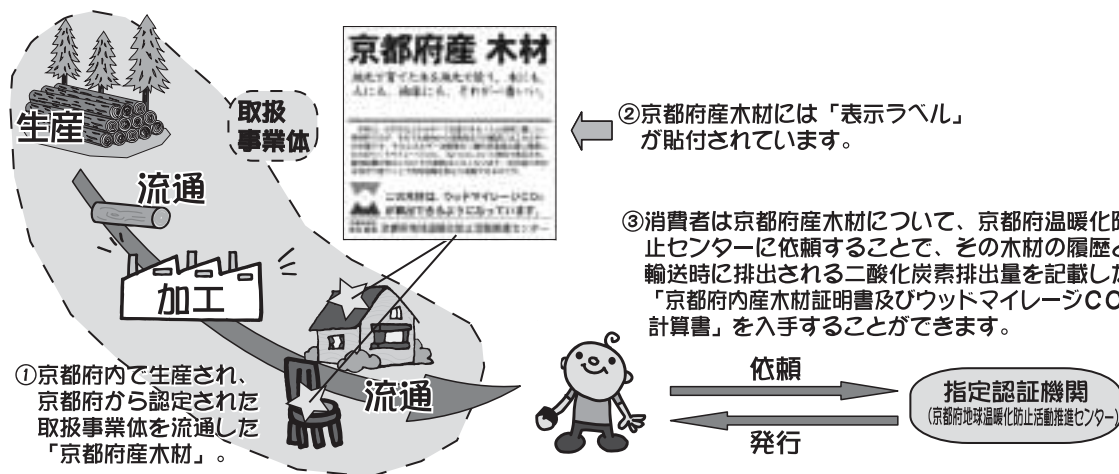 生産
取扱
事業体
流通
加工
流通
①京都府内で生産され、
京都府から認定された
取扱事業体を流通した
「京都府産木材」。
京都府産 木材
②京都府産木材には「表示ラベル」
が貼付されています。
③消費者は京都府産木材について、京都府温暖化防
止センターに依頼することで、その木材の履歴と
輸送時に排出される二酸化炭素排出量を記載した
「京都府内産木材証明書及びウッドマイレージCO
計算書」を入手することができます。
依頼
発行
指定認証機関
(京都府地球温暖化防止活動推進センター)